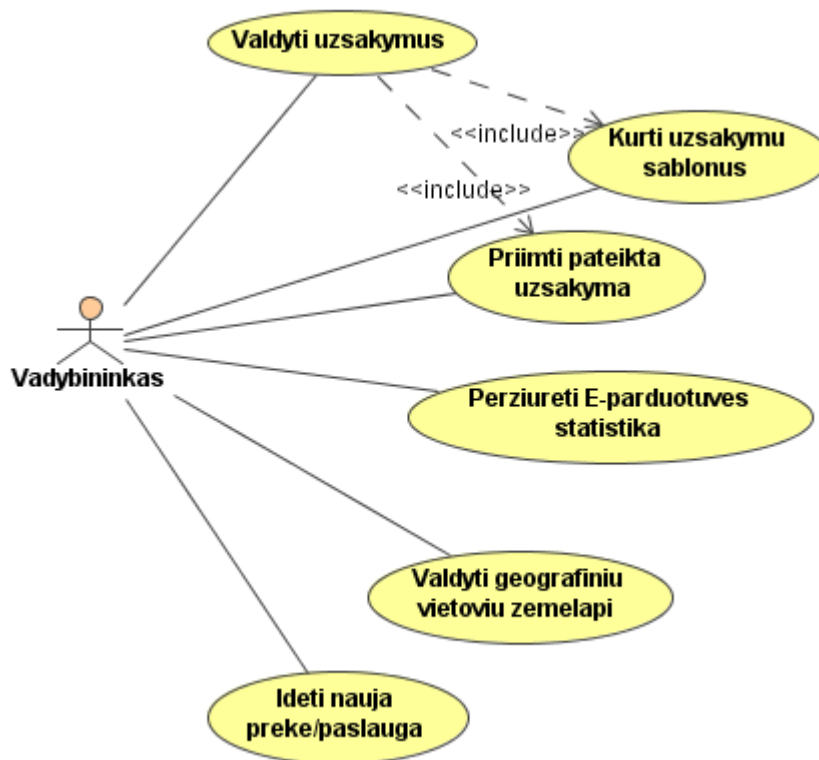 Valdyti uzsakymus
<<include>>
Kurti uzsakymu
sablonus
<<include>>
Priimti pateikta
uzsakyma
Vadybininkas
Perziureti E-parduotuves
statistika
Valdyti geografiniu
vietoviu zemelapi
Ideti nauja
preke/paslauga